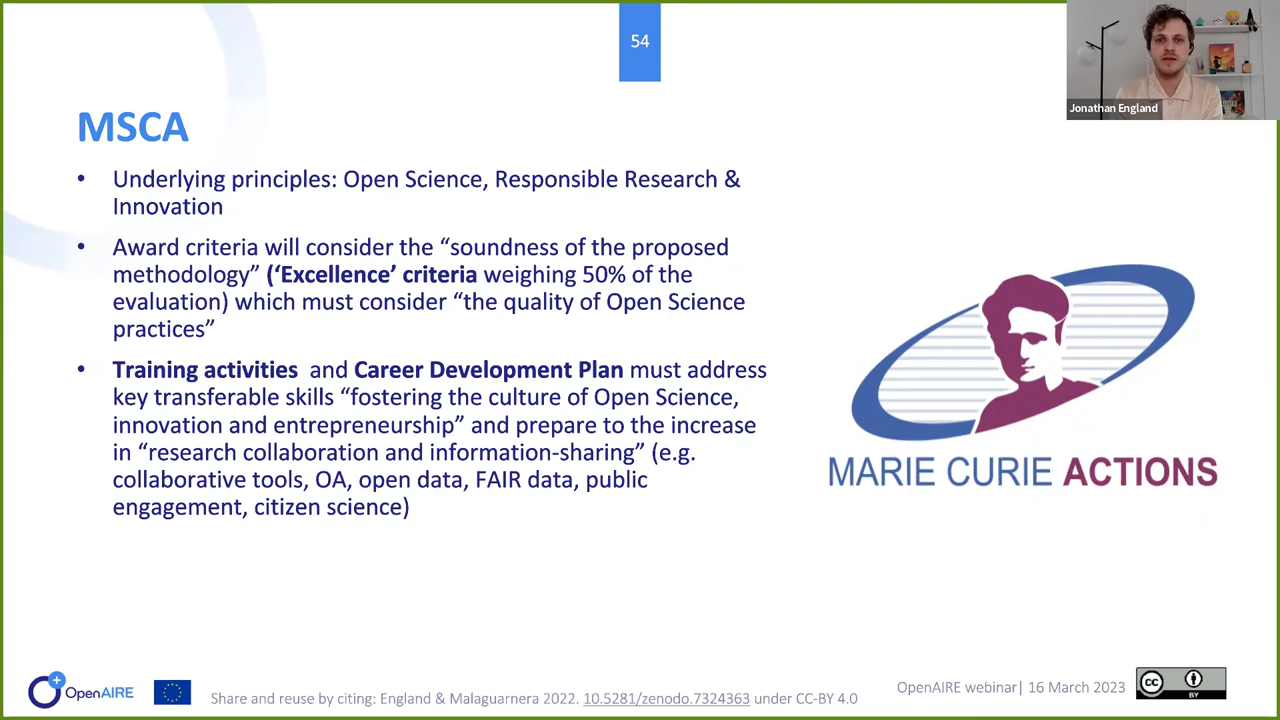 54
Jonathan England
MSCA
• Underlying principles: Open Science, Responsible Research &
Innovation
• Award criteria will consider the “soundness of the proposed
methodology” (‘Excellence’ criteria weighing 50% of the
evaluation) which must consider “the quality of Open Science
practices”
• Training activities and Career Development Plan must address
key transferable skills “fostering the culture of Open Science,
innovation and entrepreneurship” and prepare to the increase
in “research collaboration and information-sharing” (e.g.
collaborative tools, OA, open data, FAIR data, public
engagement, citizen science)
MARIE CURIE ACTIONS
OpenAIRE
Share and reuse by citing: England & Malaguarnera 2022. 10.5281/zenodo.7324363 under CC-BY 4.0
OpenAIRE webinar| 16 March 2023
CC
BY